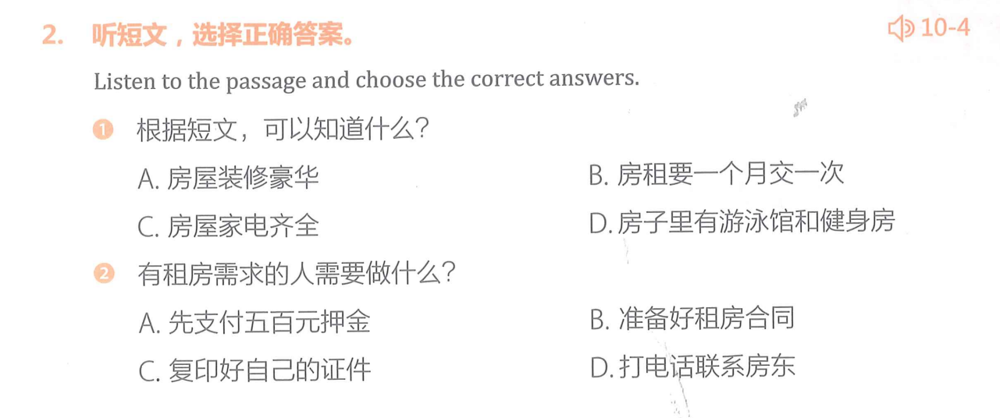 2. 听短文，选择正确答案。 10-4
Listen to the passage and choose the correct answers.
1 根据短文，可以知道什么？
A. 房屋装修豪华 B. 房租要一个月交一次
C. 房屋家电齐全 D. 房子里有游泳馆和健身房
2 有租房需求的人需要做什么？
A. 先支付五百元押金 B. 准备好租房合同
C. 复印好自己的证件 D. 打电话联系房东